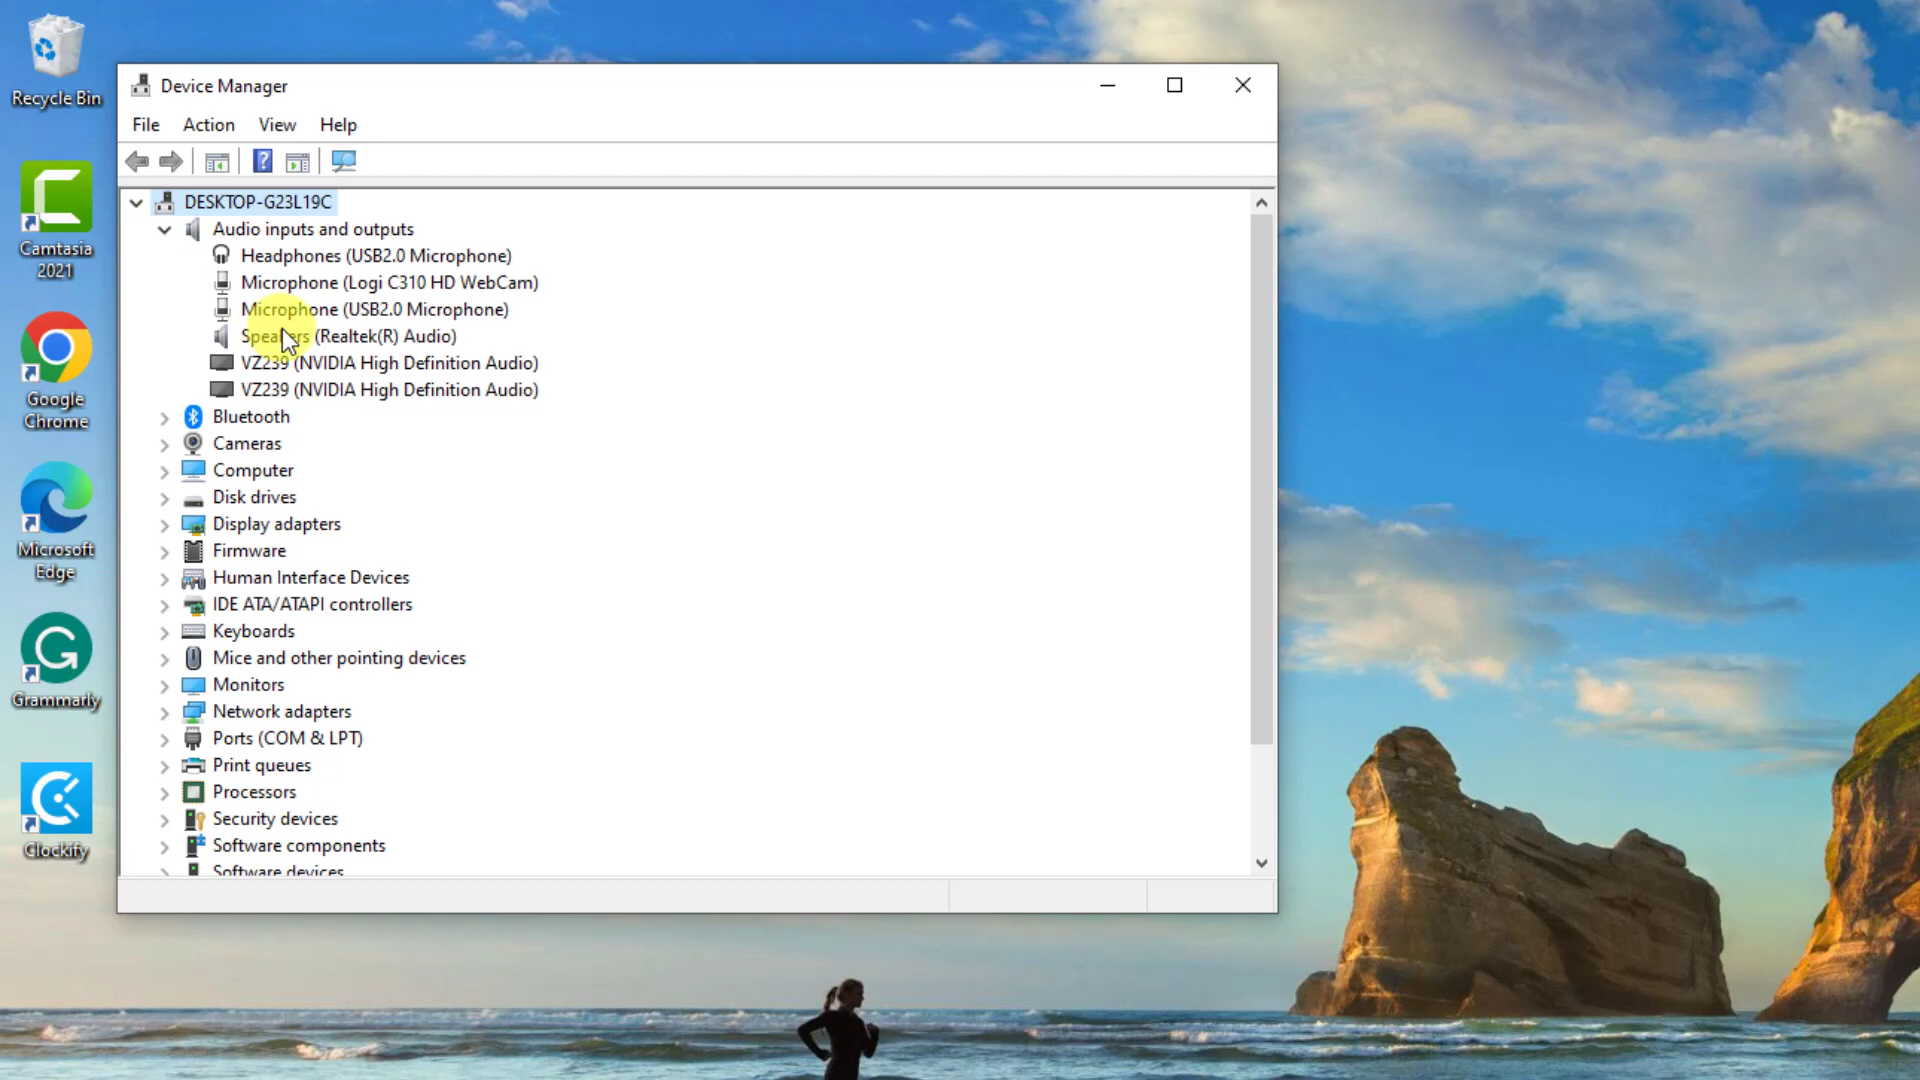 Recycle Bin
Camtasia
2021
Google
Chrome
Microsoft
Edge
Grammarly
Clockify
Device Manager
File Action View Help
DESKTOP-G23L19C
Audio inputs and outputs
Headphones (USB2.0 Microphone)
Microphone (Logi C310 HD WebCam)
Microphone (USB2.0 Microphone)
Speakers (Realtek(R) Audio)
VZ239 (NVIDIA High Definition Audio)
VZ239 (NVIDIA High Definition Audio)
Bluetooth
Cameras
Computer
Disk drives
Display adapters
Firmware
Human Interface Devices
IDE ATA/ATAPI controllers
Keyboards
Mice and other pointing devices
Monitors
Network adapters
Ports (COM & LPT)
Print queues
Processors
Security devices
Software components
Software devices